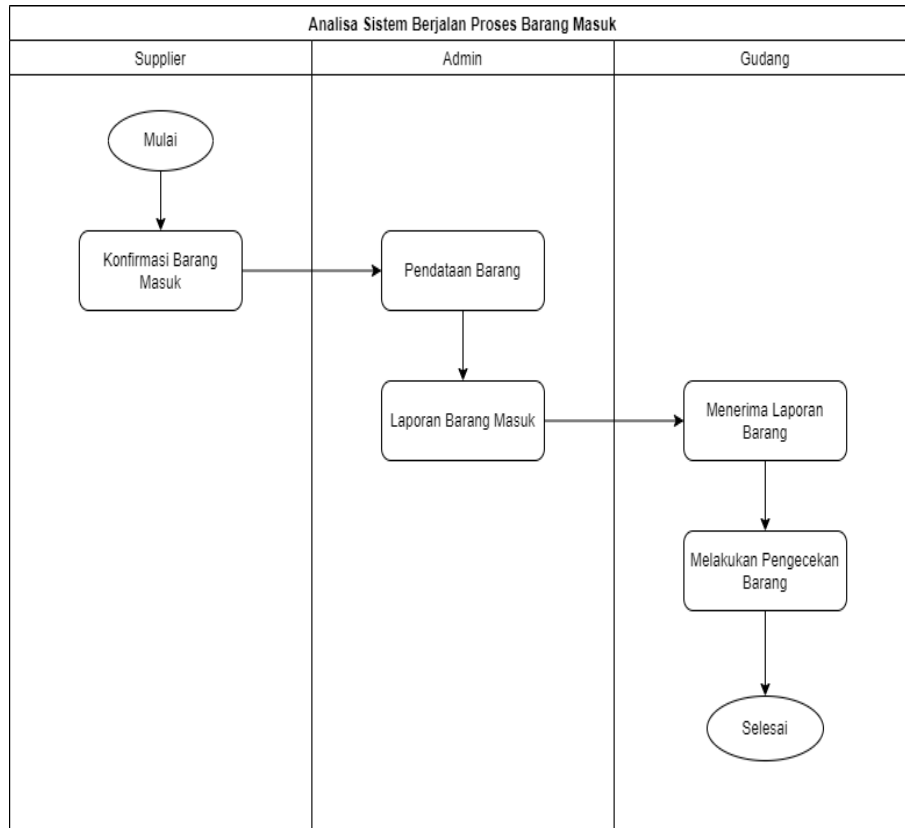 Analisa Sistem Berjalan Proses Barang Masuk
Supplier
Admin
Gudang
Mulai
Konfirmasi Barang
Masuk
Pendataan Barang
Laporan Barang Masuk
Menerima Laporan
Barang
Melakukan Pengecekan
Barang
Selesai